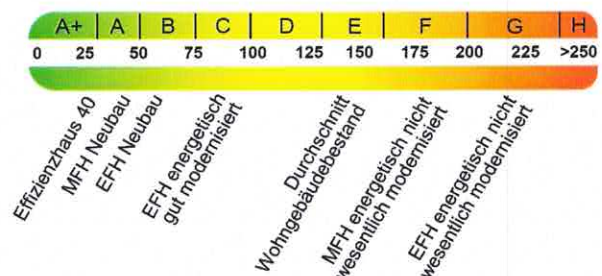 A+ A B C D E F G H
0 25 50 75 100 125 150 175 200 225 >250
Effizienzhaus 40
MFH Neubau
EFH Neubau
EFH energetisch
gut modernisiert
Durchschnitt
Wohngebäudebestand
MFH energetisch nicht
wesentlich modernisiert
EFH energetisch nicht
wesentlich modernisiert